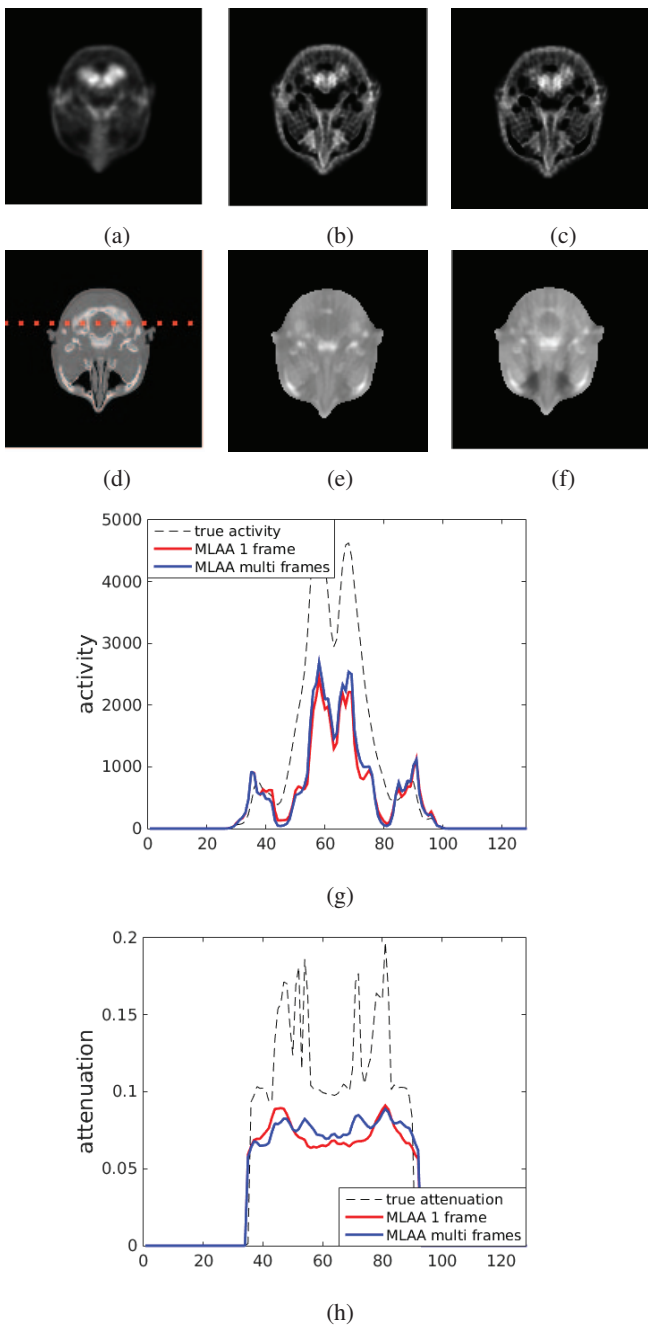 (a)
(b)
(c)
(d)
(e)
(f)
5000
4000
3000
2000
1000
0
activity
true activity
MLAA 1 frame
MLAA multi frames
0 20 40 60 80 100 120
(g)
0.2
0.15
0.1
0.05
0
attenuation
true attenuation
MLAA 1 frame
MLAA multi frames
0 20 40 60 80 100 120
(h)